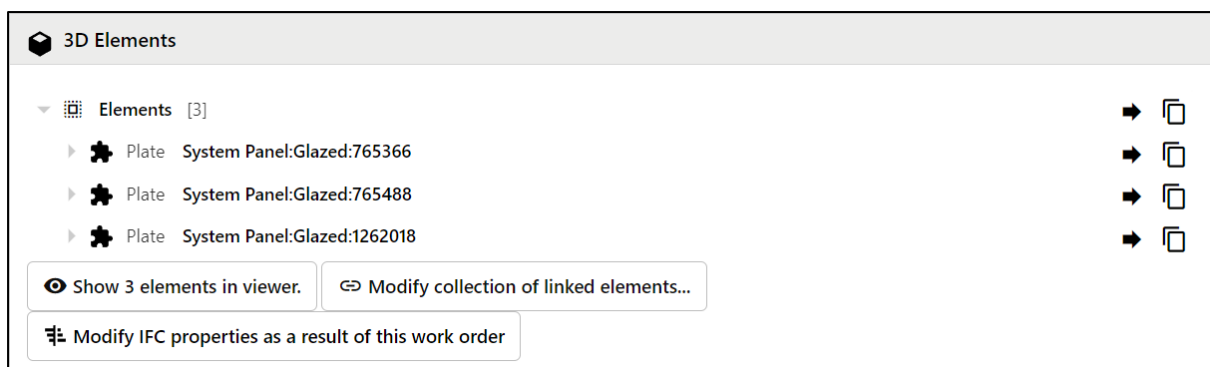 3D Elements
Elements [3]
Plate System Panel:Glazed:765366
Plate System Panel:Glazed:765488
Plate System Panel:Glazed:1262018
Show 3 elements in viewer. Modify collection of linked elements...
Modify IFC properties as a result of this work order